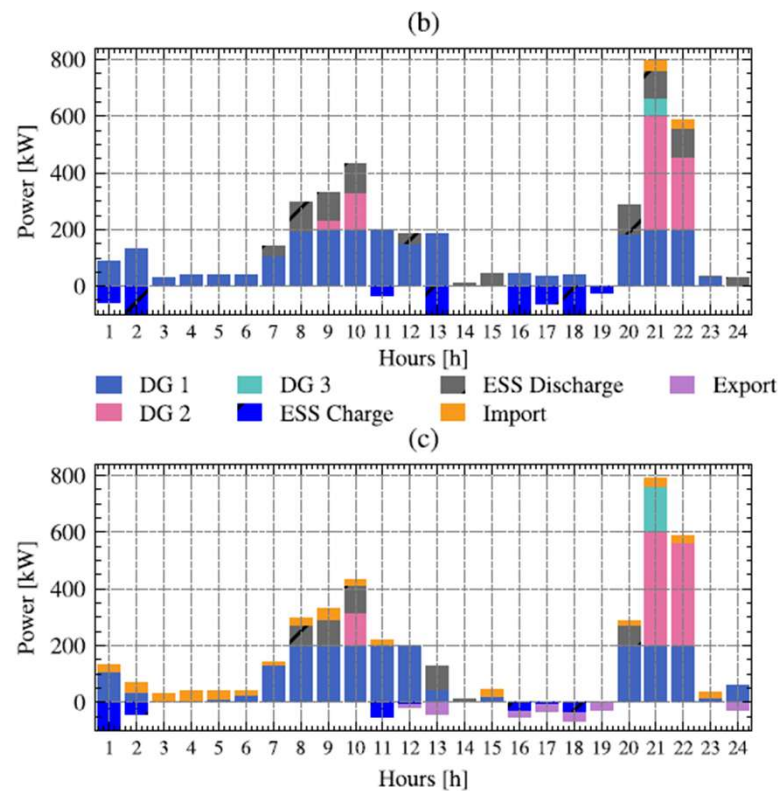 (b)
800
600
400
200
0
Power [kW]
1 2 3 4 5 6 7 8 9 10 11 12 13 14 15 16 17 18 19 20 21 22 23 24
Hours [h]
DG 1 DG 3 ESS Discharge Export
DG 2 ESS Charge Import
(c)
800
600
400
200
0
Power [kW]
1 2 3 4 5 6 7 8 9 10 11 12 13 14 15 16 17 18 19 20 21 22 23 24
Hours [h]